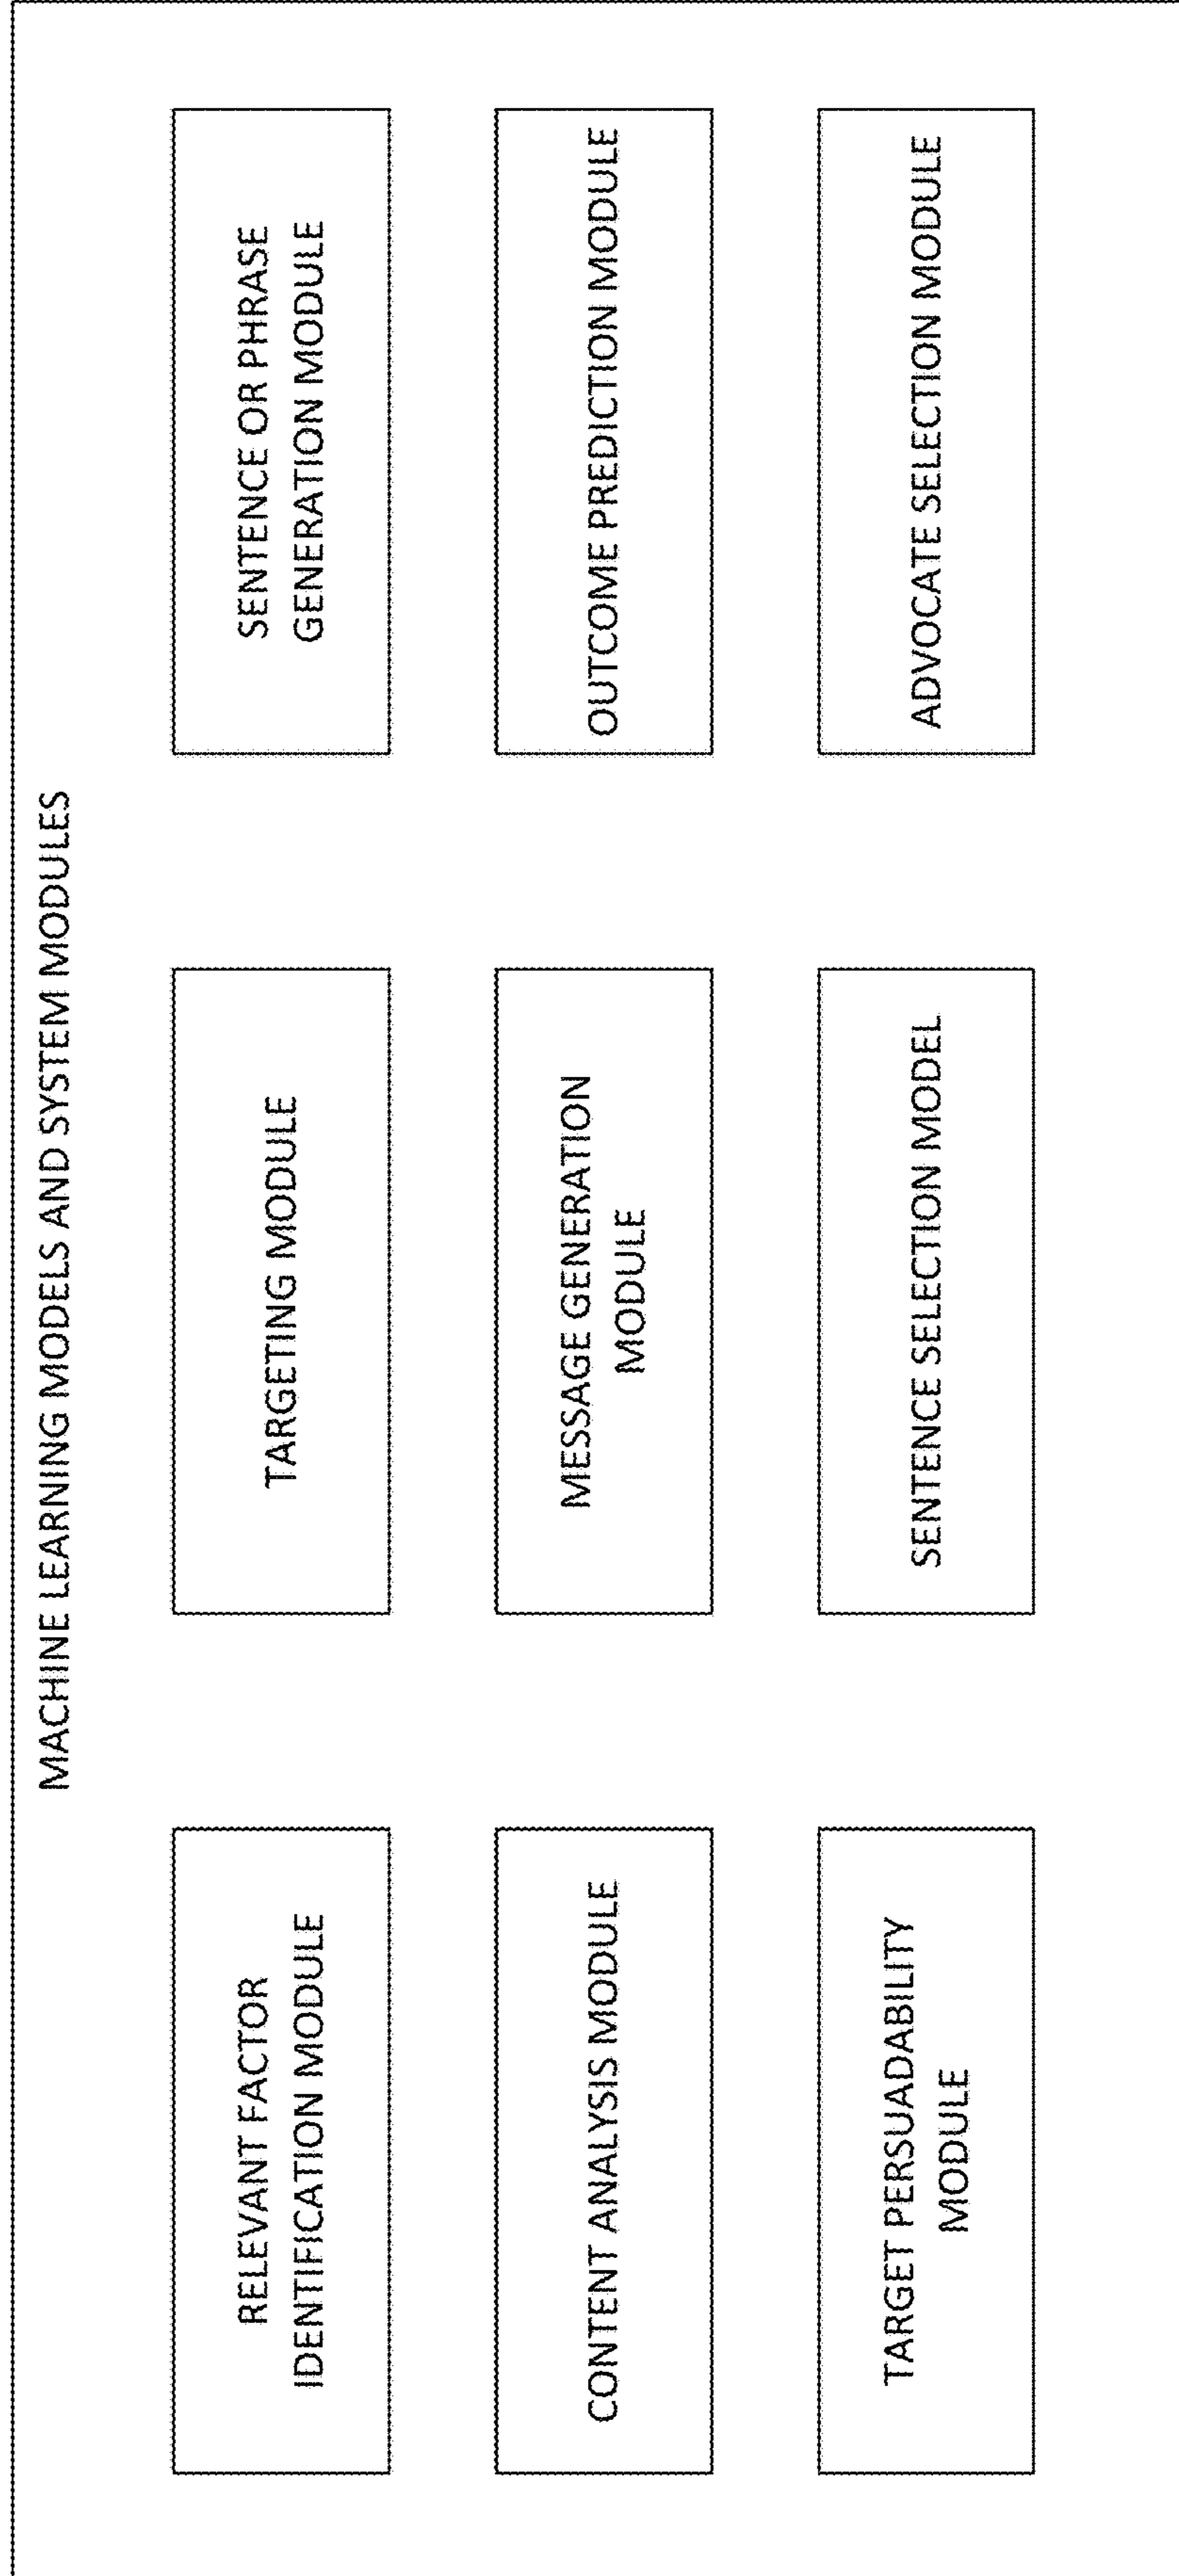 MACHINE LEARNING MODELS AND SYSTEM MODULES
RELEVANT FACTOR
IDENTIFICATION MODULE
TARGETING MODULE
SENTENCE OR PHRASE
GENERATION MODULE
CONTENT ANALYSIS MODULE
MESSAGE GENERATION
MODULE
OUTCOME PREDICTION MODULE
TARGET PERSUADABILITY
MODULE
SENTENCE SELECTION MODEL
ADVOCATE SELECTION MODULE